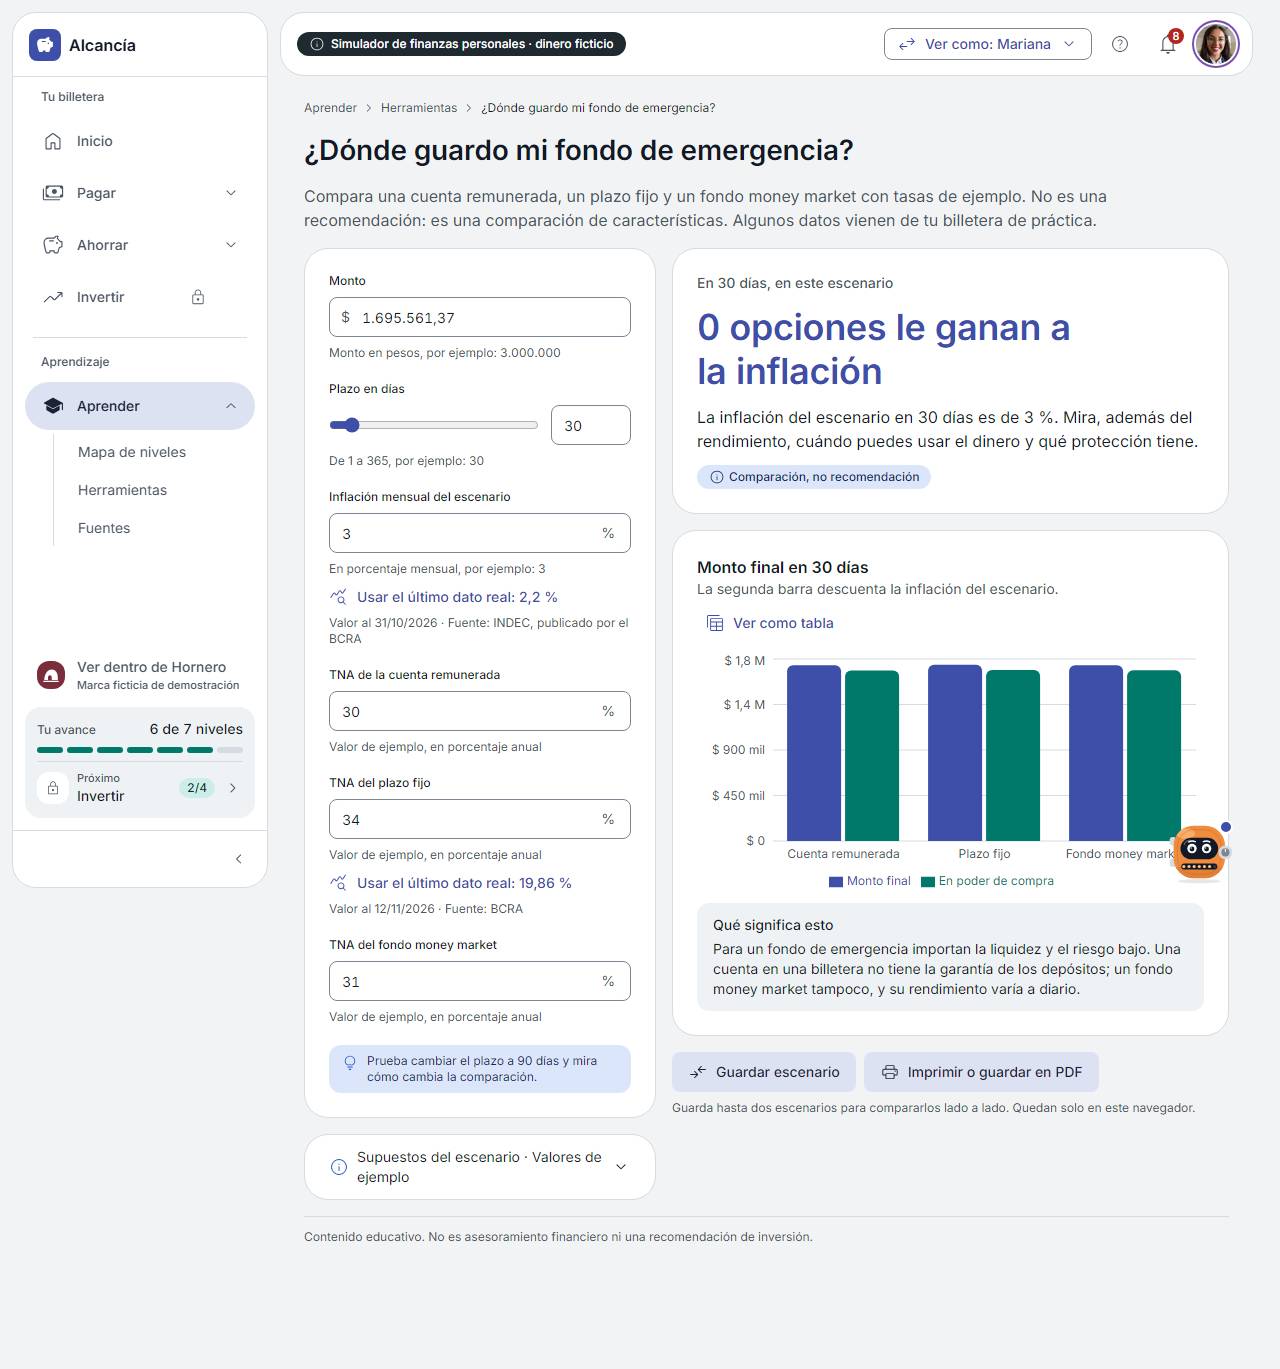 Alcancía
Simulador de finanzas personales · dinero ficticio
Ver como: Mariana
8
Tu billetera
Inicio
Pagar
Ahorrar
Invertir
Aprendizaje
Aprender
Mapa de niveles
Herramientas
Fuentes
Ver dentro de Hornero
Marca ficticia de demostración
Tu avance
6 de 7 niveles
Próximo
Invertir
2/4
Aprender
Herramientas
¿Dónde guardo mi fondo de emergencia?
¿Dónde guardo mi fondo de emergencia?
Compara una cuenta remunerada, un plazo fijo y un fondo money market con tasas de ejemplo. No es una
recomendación: es una comparación de características. Algunos datos vienen de tu billetera de práctica.
Monto
$ 1.695.561,37
Monto en pesos, por ejemplo: 3.000.000
Plazo en días
30
De 1 a 365, por ejemplo: 30
Inflación mensual del escenario
3 %
En porcentaje mensual, por ejemplo: 3
Usar el último dato real: 2,2 %
Valor al 31/10/2026 · Fuente: INDEC, publicado por el
BCRA
TNA de la cuenta remunerada
30 %
Valor de ejemplo, en porcentaje anual
TNA del plazo fijo
34 %
Valor de ejemplo, en porcentaje anual
Usar el último dato real: 19,86 %
Valor al 12/11/2026 · Fuente: BCRA
TNA del fondo money market
31 %
Valor de ejemplo, en porcentaje anual
Prueba cambiar el plazo a 90 días y mira
cómo cambia la comparación.
Supuestos del escenario · Valores de
ejemplo
En 30 días, en este escenario
0 opciones le ganan a
la inflación
La inflación del escenario en 30 días es de 3 %. Mira, además del
rendimiento, cuándo puedes usar el dinero y qué protección tiene.
Comparación, no recomendación
Monto final en 30 días
La segunda barra descuenta la inflación del escenario.
Ver como tabla
$ 1,8 M
$ 1,4 M
$ 900 mil
$ 450 mil
$ 0
Cuenta remunerada
Plazo fijo
Fondo money mark
Monto final
En poder de compra
Qué significa esto
Para un fondo de emergencia importan la liquidez y el riesgo bajo. Una
cuenta en una billetera no tiene la garantía de los depósitos; un fondo
money market tampoco, y su rendimiento varía a diario.
Guardar escenario
Imprimir o guardar en PDF
Guarda hasta dos escenarios para compararlos lado a lado. Quedan solo en este navegador.
Contenido educativo. No es asesoramiento financiero ni una recomendación de inversión.